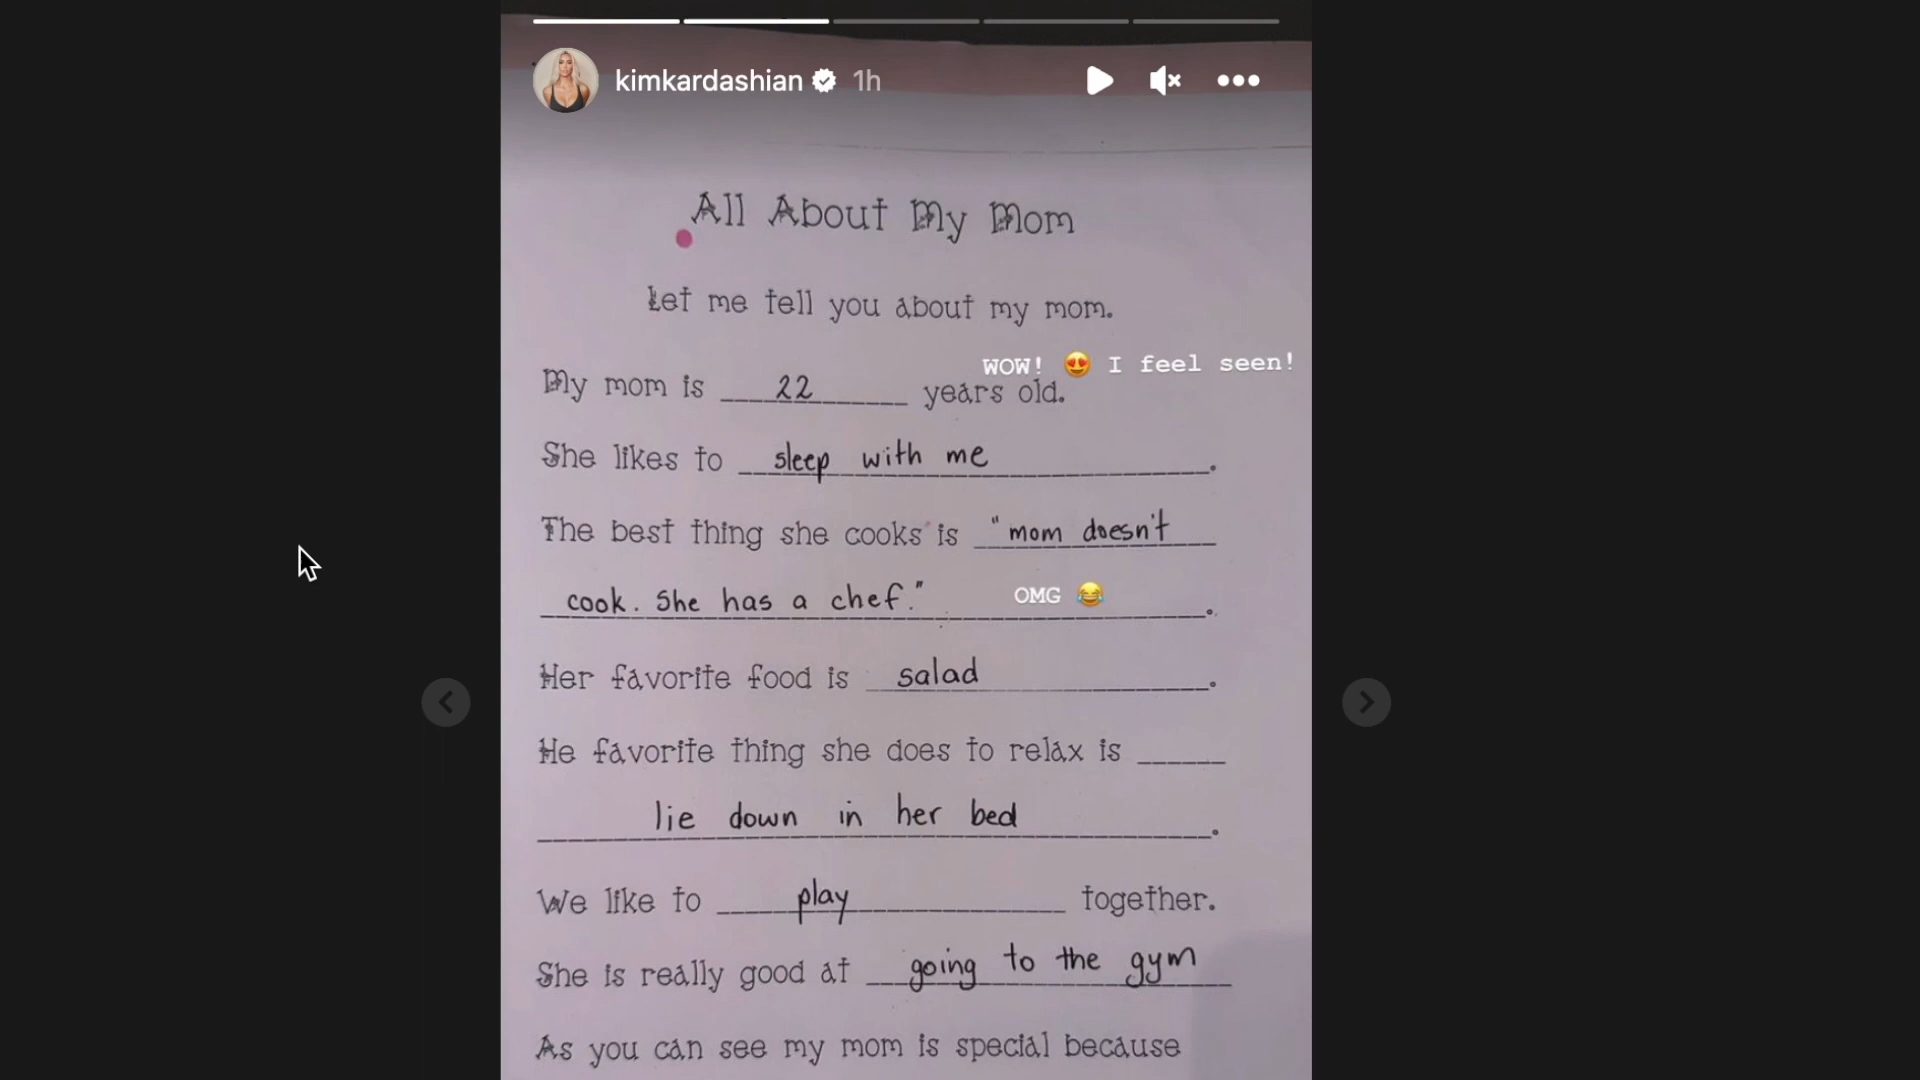 kimkardashian 1h
All About My Mom
Let me tell you about my mom.
WOW! 😍 I feel seen!
My mom is 22 years old.
She likes to sleep with me.
The best thing she cooks is "mom doesn't
cook. She has a chef." OMG 😂.
Her favorite food is salad.
He favorite thing she does to relax is
lie down in her bed.
We like to play together.
She is really good at going to the gym
As you can see my mom is special because